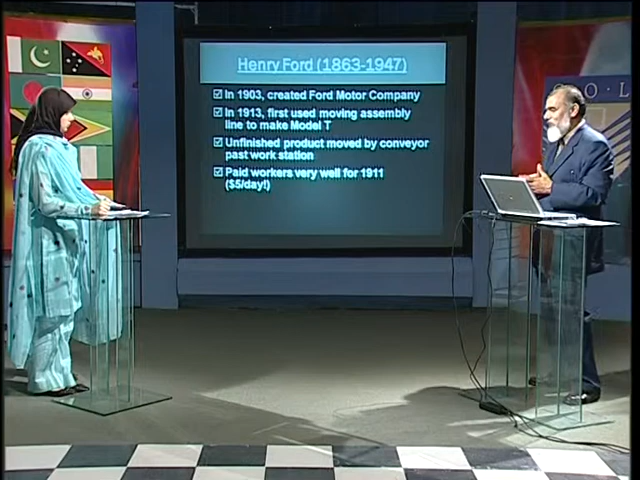 Henry Ford (1863-1947)
In 1903, created Ford Motor Company
In 1913, first used moving assembly
line to make Model T
Unfinished product moved by conveyor
past work station
Paid workers very well for 1911
($5/day!)
O L